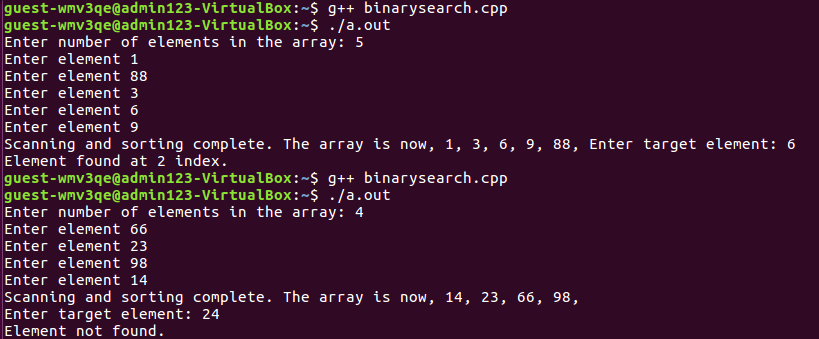 guest-wmv3qe@admin123-VirtualBox:~$ g++ binarysearch.cpp
guest-wmv3qe@admin123-VirtualBox:~$ ./a.out
Enter number of elements in the array: 5
Enter element 1
Enter element 88
Enter element 3
Enter element 6
Enter element 9
Scanning and sorting complete. The array is now, 1, 3, 6, 9, 88, Enter target element: 6
Element found at 2 index.
guest-wmv3qe@admin123-VirtualBox:~$ g++ binarysearch.cpp
guest-wmv3qe@admin123-VirtualBox:~$ ./a.out
Enter number of elements in the array: 4
Enter element 66
Enter element 23
Enter element 98
Enter element 14
Scanning and sorting complete. The array is now, 14, 23, 66, 98,
Enter target element: 24
Element not found.